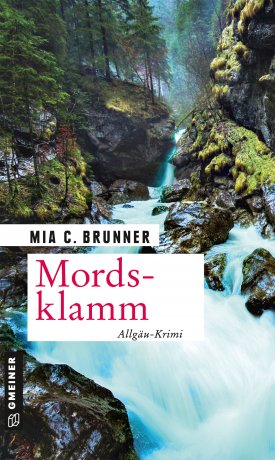 MIA C. BRUNNER
Mords-
klamm
Allgäu-Krimi
GMEINER